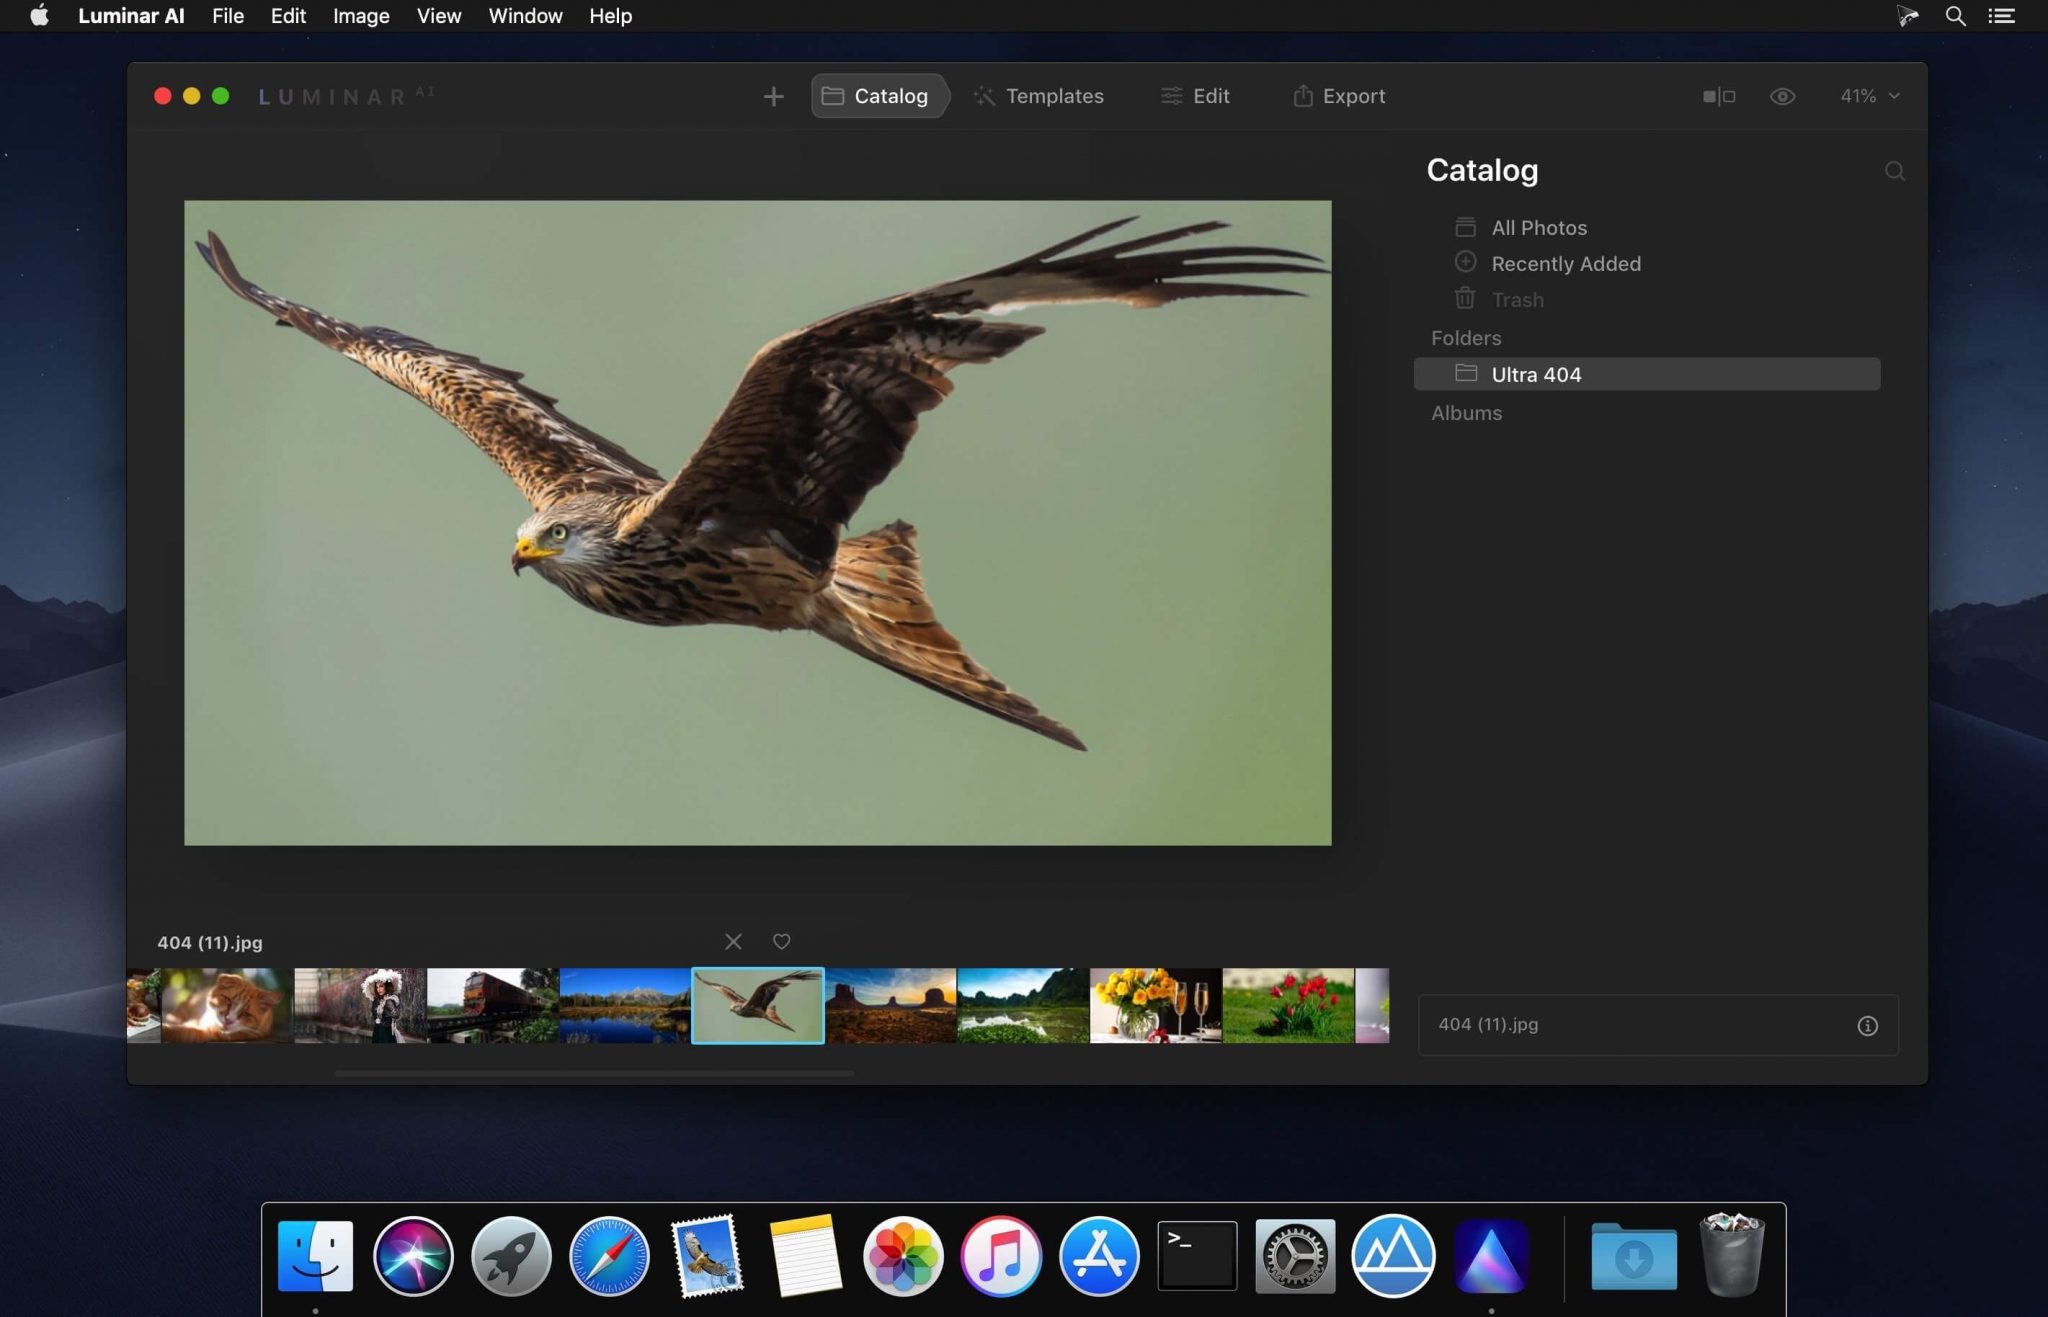 Luminar AI File Edit Image View Window Help
LUMINAR AI
Catalog Templates Edit Export 41%
Catalog
All Photos
Recently Added
Trash
Folders
Ultra 404
Albums
404 (11).jpg
404 (11).jpg
>_